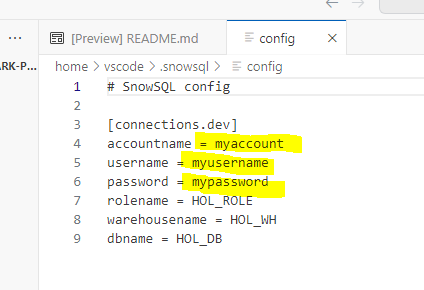 [Preview] README.md
config
ARK-P...
home > vscode > .snowsql > config
1 # SnowSQL config
2
3 [connections.dev]
4 accountname = myaccount
5 username = myusername
6 password = mypassword
7 rolename = HOL_ROLE
8 warehousename = HOL_WH
9 dbname = HOL_DB